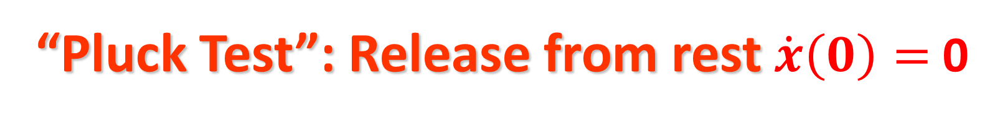 “Pluck Test”: Release from rest ẋ(0) = 0